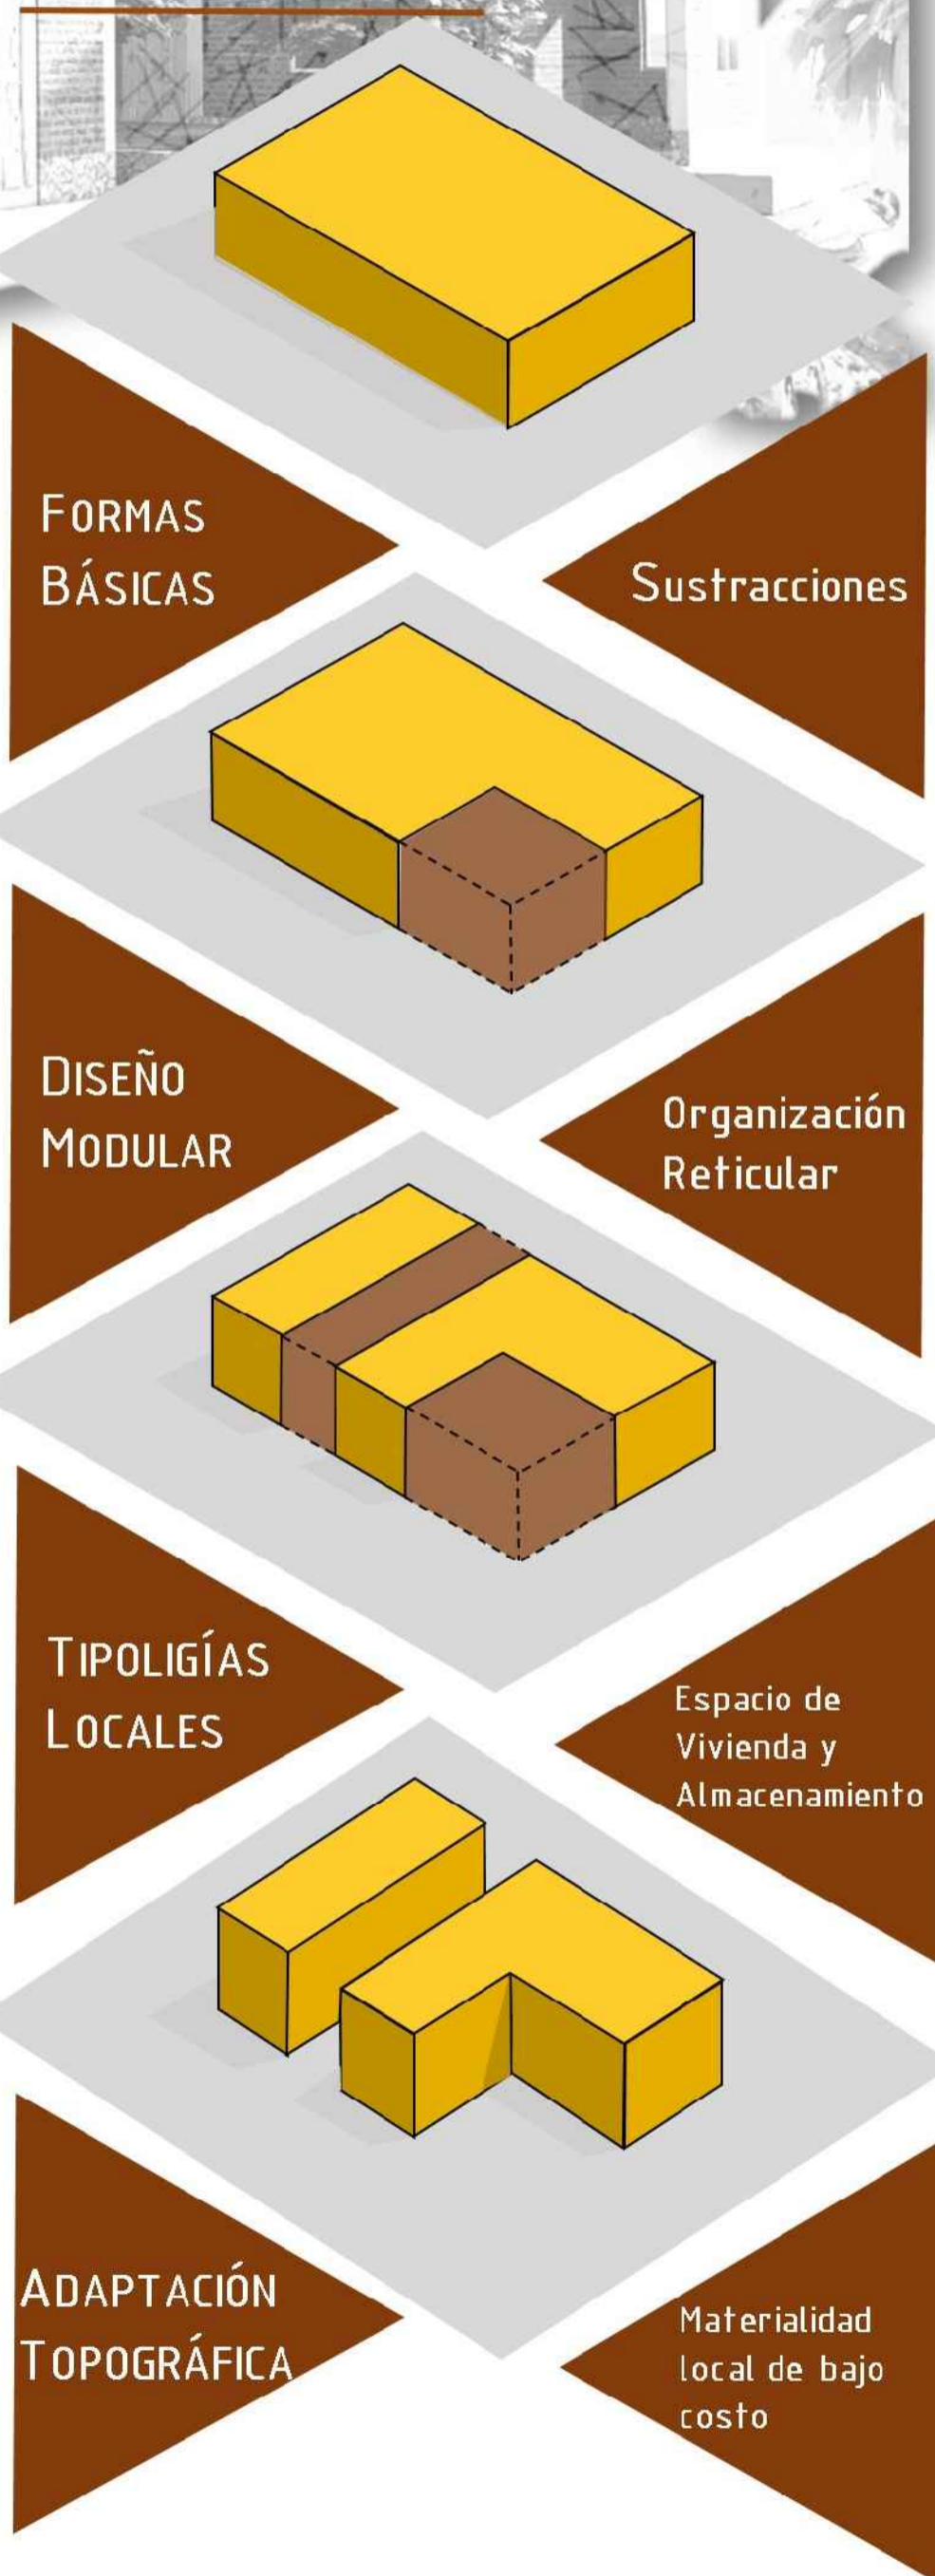 FORMAS
BÁSICAS
Sustracciones
DISEÑO
MODULAR
Organización
Reticular
TIPOLIGÍAS
LOCALES
Espacio de
Vivienda y
Almacenamiento
ADAPTACIÓN
TOPOGRÁFICA
Materialidad
local de bajo
costo